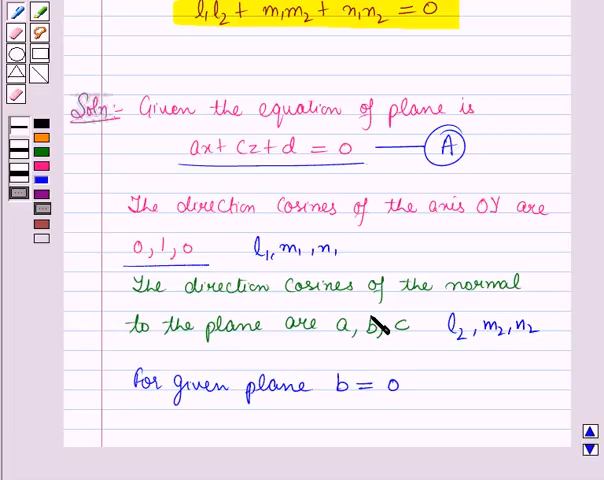 l₁l₂ + m₁m₂ + n₁n₂ = 0
Soln:- Given the equation of plane is
ax + cz + d = 0 —— A
The direction cosines of the axis OY are
0, 1, 0 l₁, m₁, n₁
The direction cosines of the normal
to the plane are a, b, c l₂, m₂, n₂
For given plane b = 0